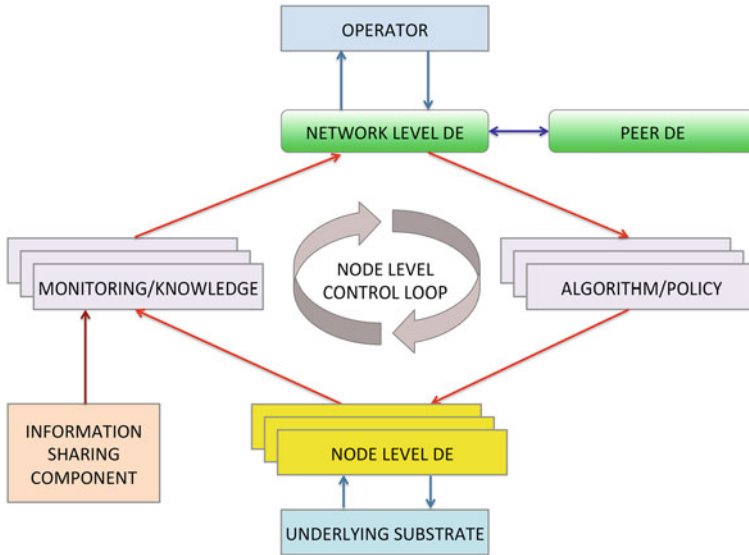 OPERATOR
NETWORK LEVEL DE
PEER DE
MONITORING/KNOWLEDGE
NODE LEVEL
CONTROL LOOP
ALGORITHM/POLICY
INFORMATION
SHARING
COMPONENT
NODE LEVEL DE
UNDERLYING SUBSTRATE